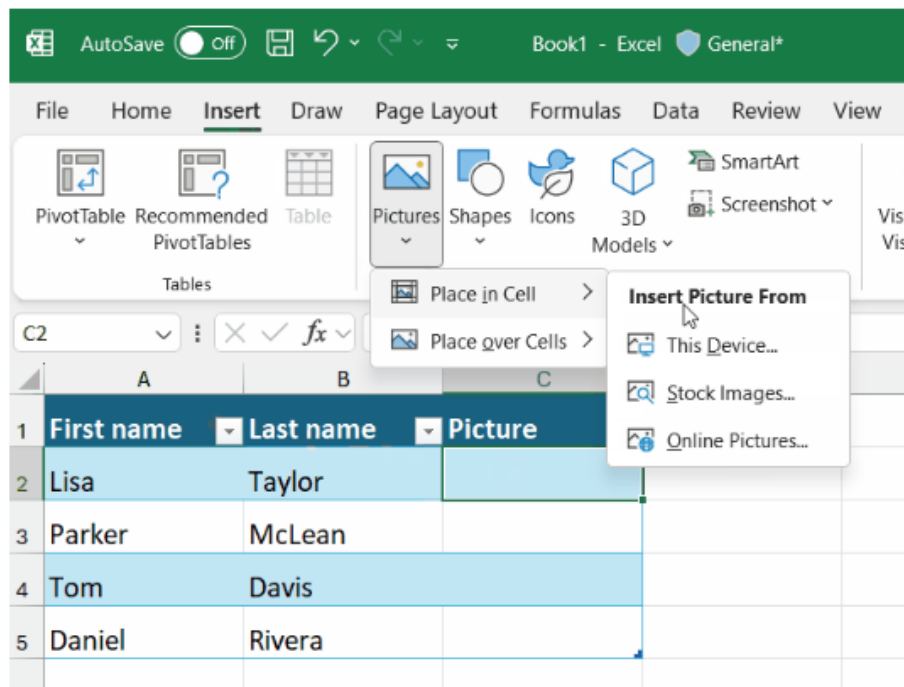 AutoSave Off Book1 - Excel General*
File Home Insert Draw Page Layout Formulas Data Review View
PivotTable
Recommended
PivotTables
Table
Pictures
Shapes
Icons
3D
Models
SmartArt
Screenshot
Vis
Vis
Tables
Place in Cell
Place over Cells
Insert Picture From
This Device...
Stock Images...
Online Pictures...
C2 fx
A B C
1 First name Last name Picture
2 Lisa Taylor
3 Parker McLean
4 Tom Davis
5 Daniel Rivera